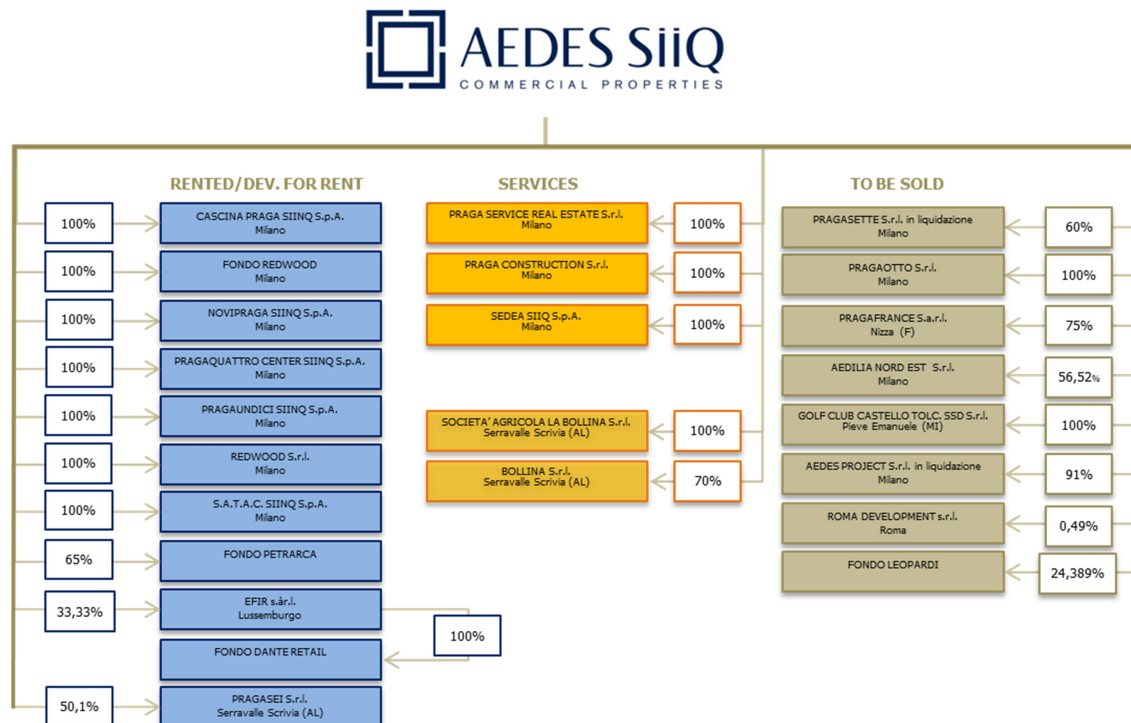 AEDES SiiQ
COMMERCIAL PROPERTIES
RENTED/DEV. FOR RENT
100%
CASCINA PRAGA SIINQ S.p.A.
Milano
100%
FONDO REDWOOD
Milano
100%
NOVIPRAGA SIINQ S.p.A.
Milano
100%
PRAGAQUATTRO CENTER SIINQ S.p.A.
Milano
100%
PRAGAUNDICI SIINQ S.p.A.
Milano
100%
REDWOOD S.r.l.
Milano
100%
S.A.T.A.C. SIINQ S.p.A.
Milano
65%
FONDO PETRARCA
33,33%
EFIR s.àr.l.
Lussemburgo
100%
FONDO DANTE RETAIL
50,1%
PRAGASEI S.r.l.
Serravalle Scrivia (AL)
SERVICES
PRAGA SERVICE REAL ESTATE S.r.l.
Milano
100%
PRAGA CONSTRUCTION S.r.l.
Milano
100%
SEDEA SIIQ S.p.A.
Milano
100%
SOCIETA' AGRICOLA LA BOLLINA S.r.l.
Serravalle Scrivia (AL)
100%
BOLLINA S.r.l.
Serravalle Scrivia (AL)
70%
TO BE SOLD
PRAGASETTE S.r.l. in liquidazione
Milano
60%
PRAGAOTTO S.r.l.
Milano
100%
PRAGAFRANCE S.a.r.l.
Nizza (F)
75%
AEDILIA NORD EST S.r.l.
Milano
56,52%
GOLF CLUB CASTELLO TOLC. SSD S.r.l.
Pieve Emanuele (MI)
100%
AEDES PROJECT S.r.l. in liquidazione
Milano
91%
ROMA DEVELOPMENT s.r.l.
Roma
0,49%
FONDO LEOPARDI
24,389%